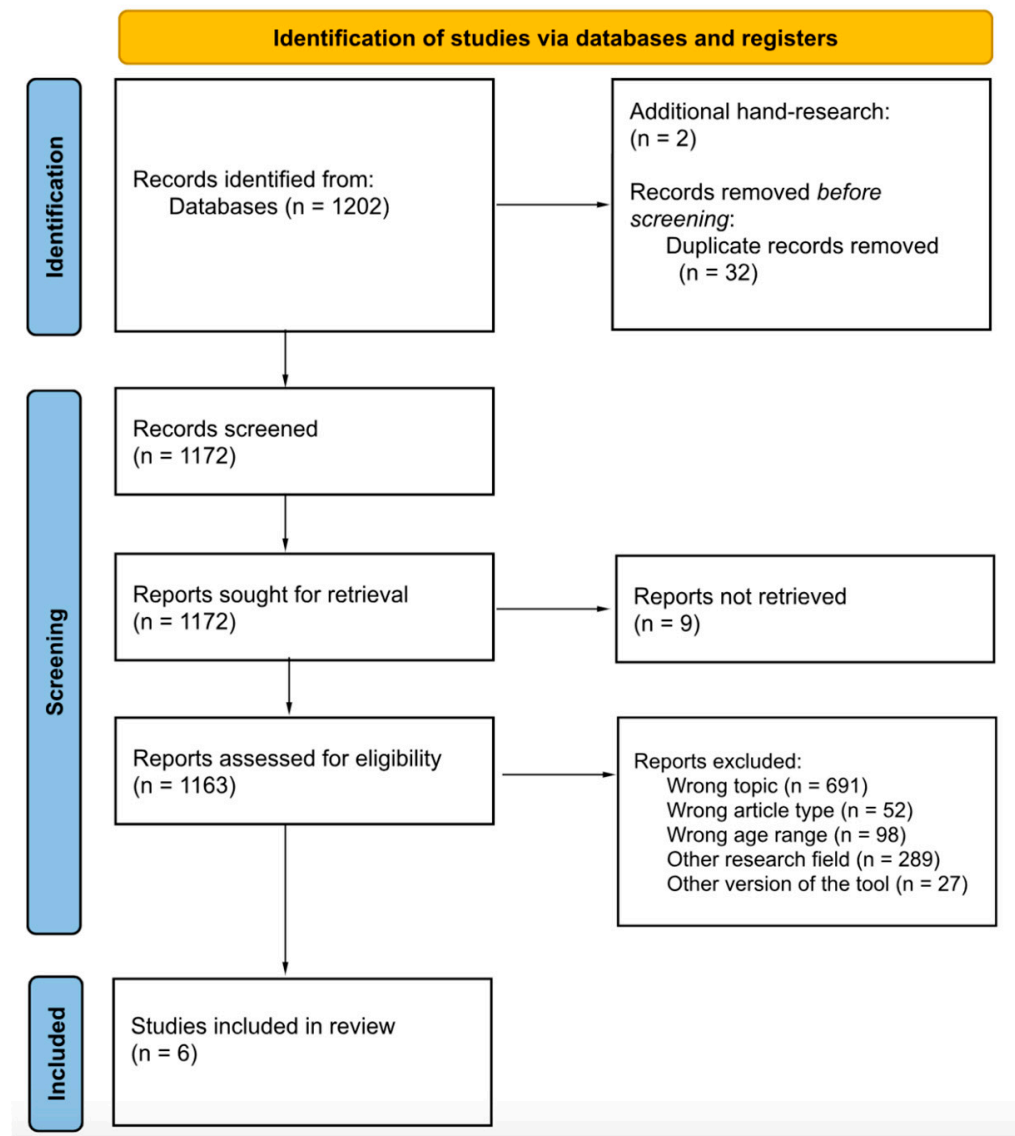 Identification of studies via databases and registers
Identification
Records identified from:
Databases (n = 1202)
Additional hand-research:
(n = 2)
Records removed before
screening:
Duplicate records removed
(n = 32)
Screening
Records screened
(n = 1172)
Reports sought for retrieval
(n = 1172)
Reports not retrieved
(n = 9)
Reports assessed for eligibility
(n = 1163)
Reports excluded:
Wrong topic (n = 691)
Wrong article type (n = 52)
Wrong age range (n = 98)
Other research field (n = 289)
Other version of the tool (n = 27)
Included
Studies included in review
(n = 6)